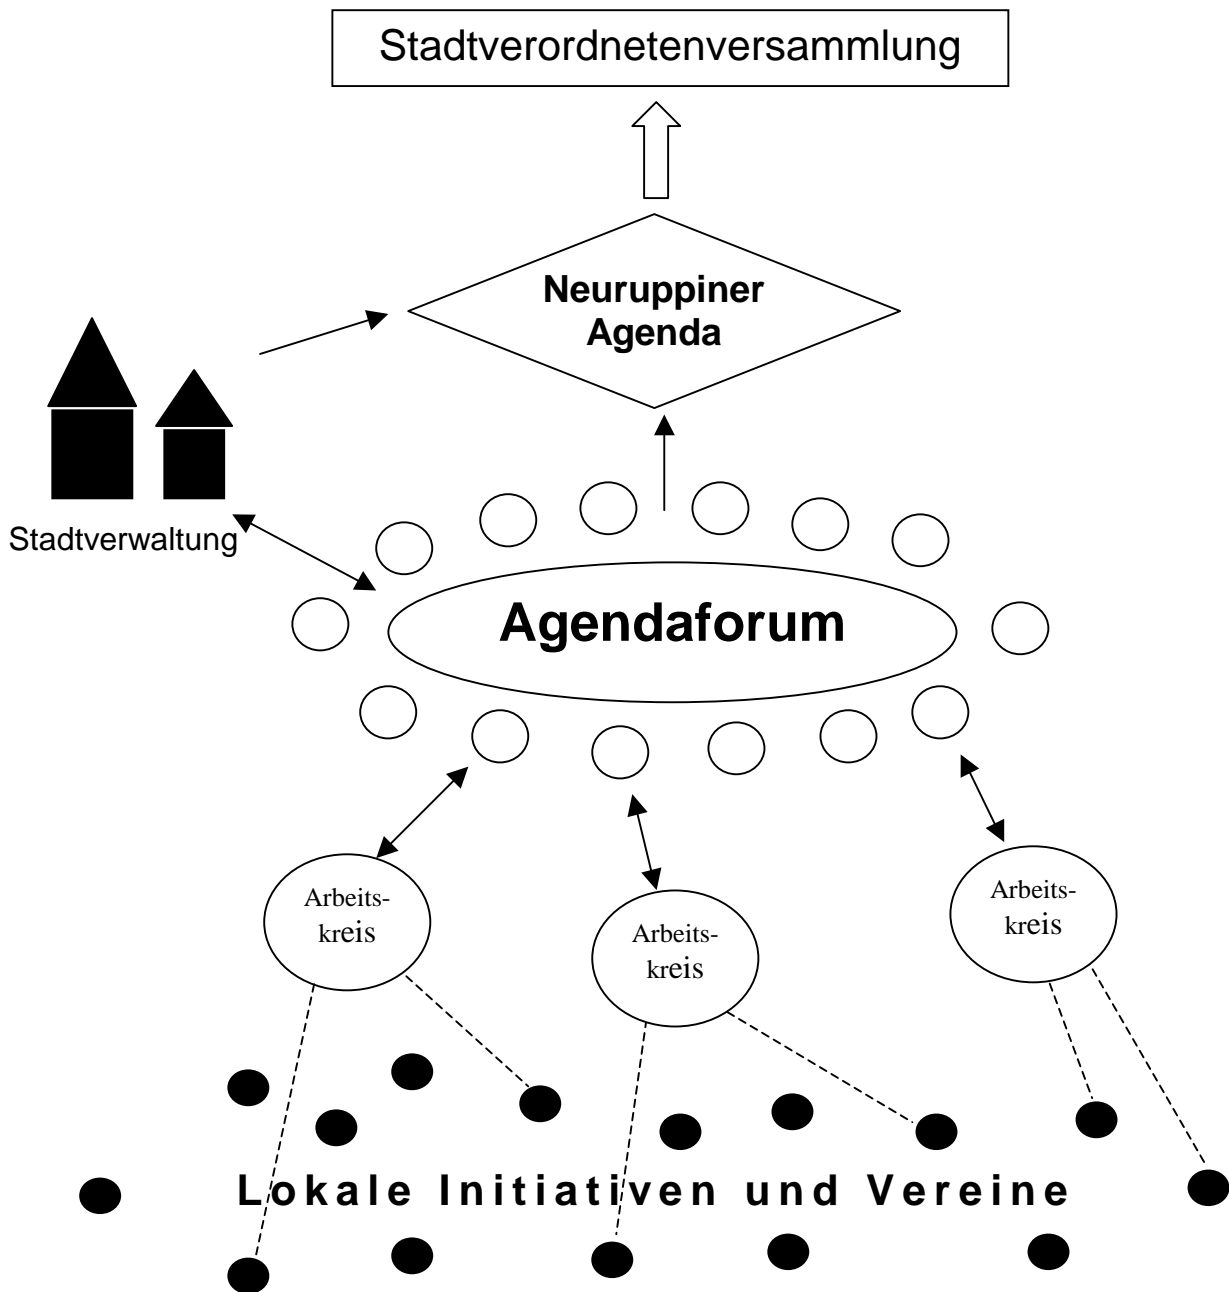 Stadtverordnetenversammlung
Neuruppiner
Agenda
Stadtverwaltung
Agendaforum
Arbeits-
kreis
Arbeits-
kreis
Arbeits-
kreis
Lokale Initiativen und Vereine